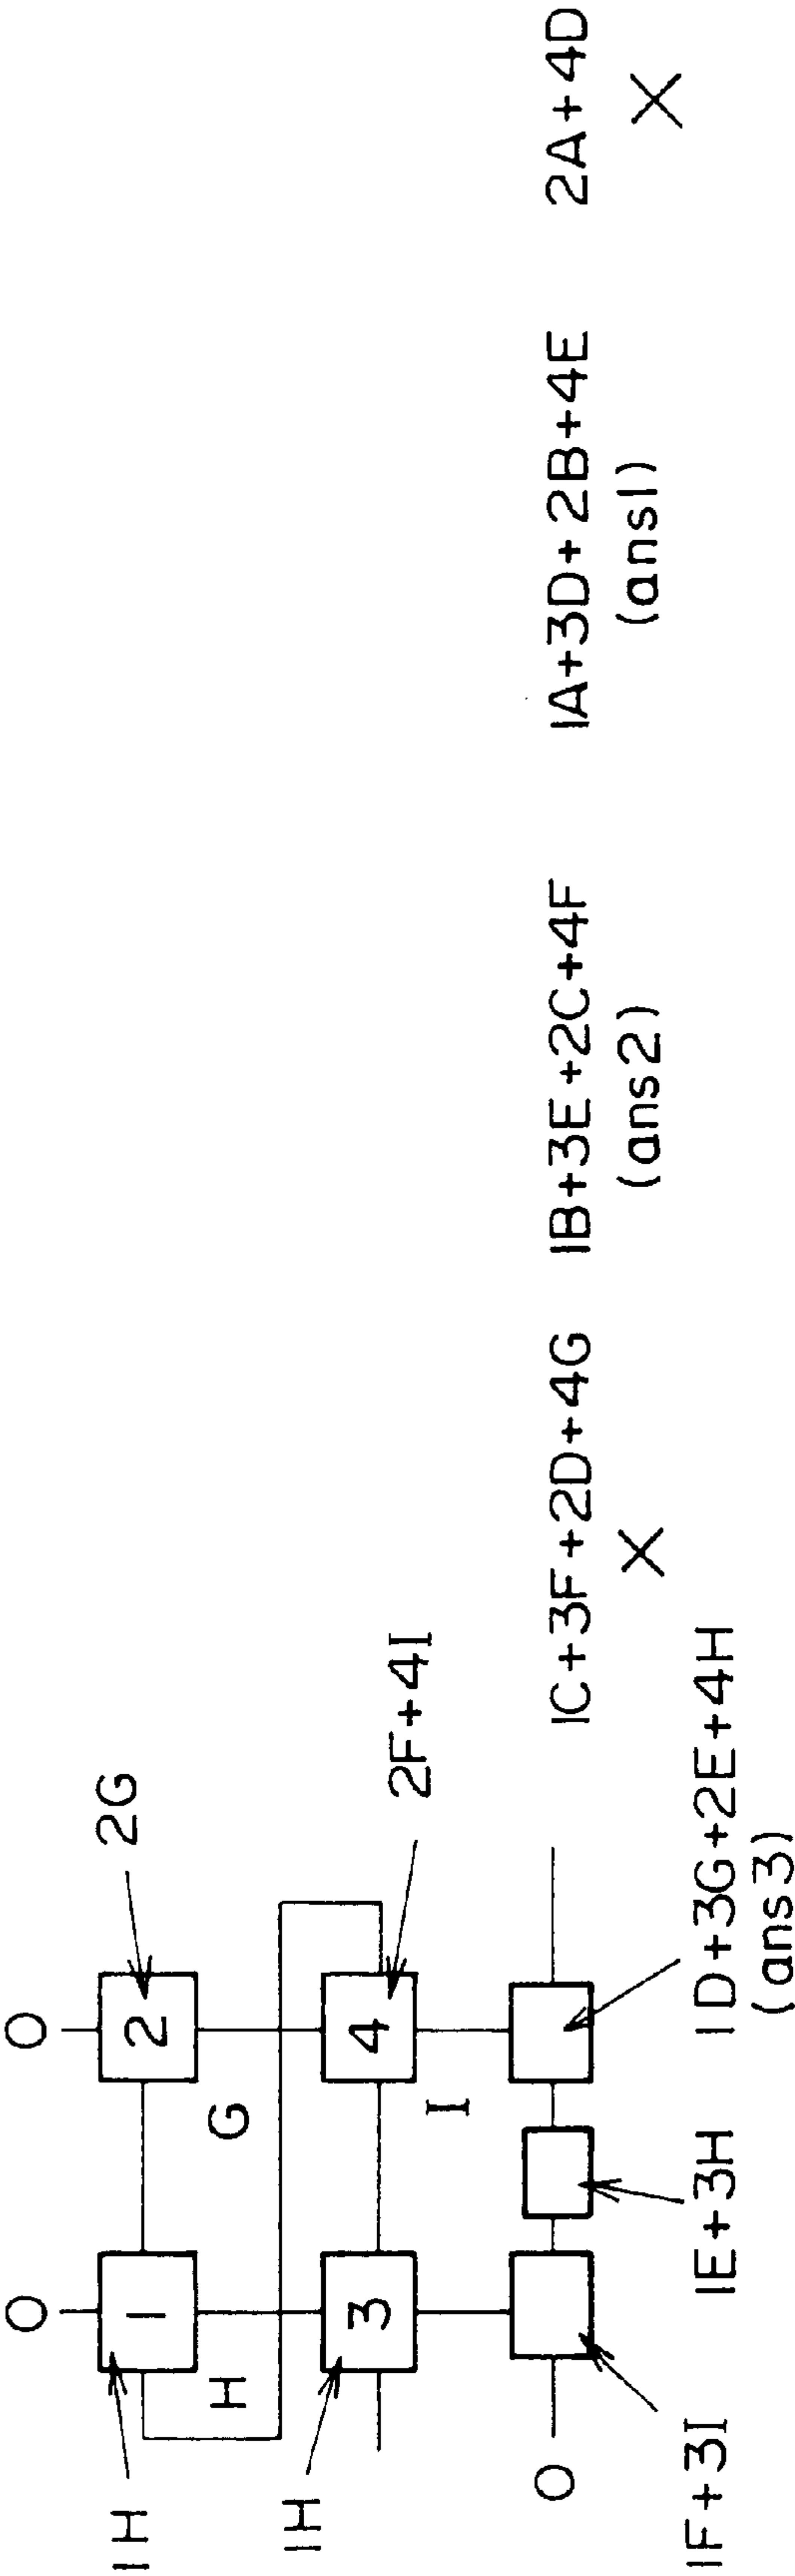 O O
1H 1 2 2G
H G
1H 3 4 2F+4I
I
O 1C+3F+2D+4G 1B+3E+2C+4F 1A+3D+2B+4E 2A+4D
X (ans2) (ans1) X
1F+3I 1E+3H 1D+3G+2E+4H
(ans3)